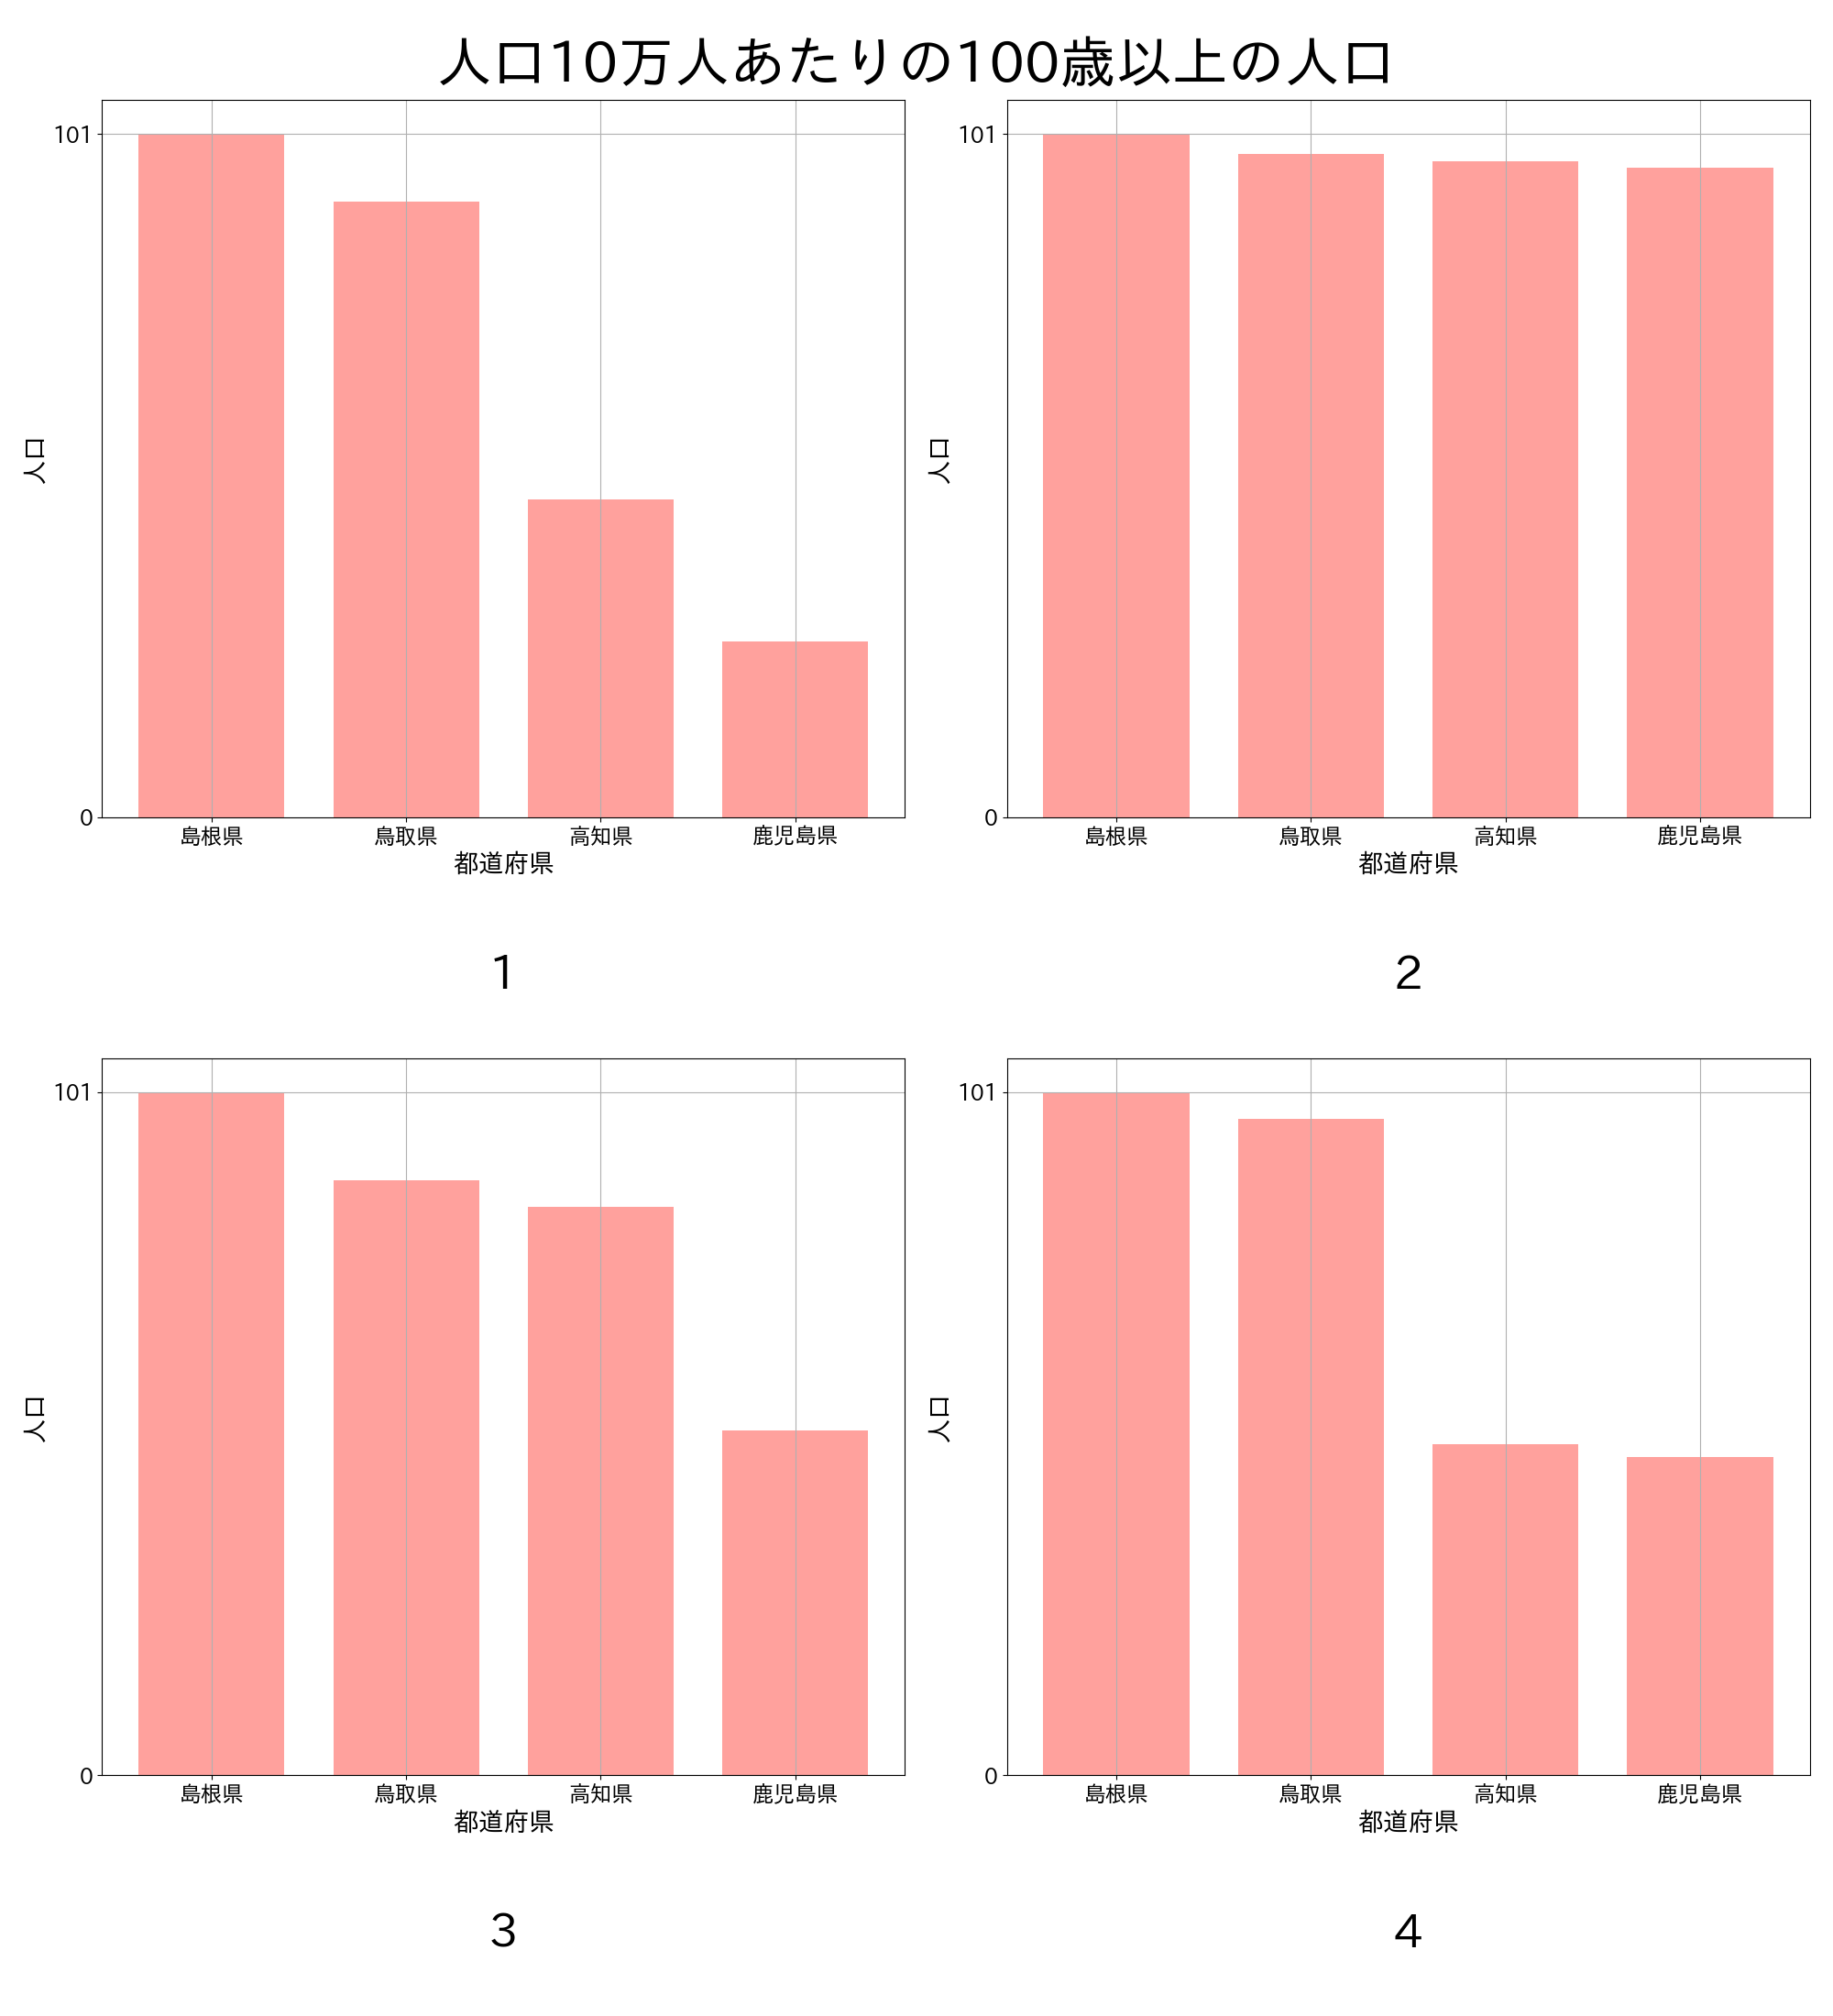 人口10万人あたりの100歳以上の人口
101
0
人口
島根県 鳥取県 高知県 鹿児島県
都道府県
1
101
0
人口
島根県 鳥取県 高知県 鹿児島県
都道府県
2
101
0
人口
島根県 鳥取県 高知県 鹿児島県
都道府県
3
101
0
人口
島根県 鳥取県 高知県 鹿児島県
都道府県
4